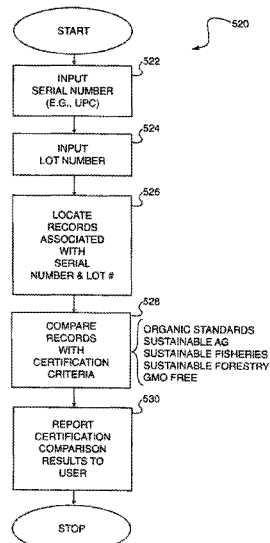 START
520
522
INPUT
SERIAL NUMBER
(E.G., UPC)
524
INPUT
LOT NUMBER
526
LOCATE
RECORDS
ASSOCIATED
WITH
SERIAL
NUMBER & LOT #
528
COMPARE
RECORDS
WITH
CERTIFICATION
CRITERIA
ORGANIC STANDARDS
SUSTAINABLE AG
SUSTAINABLE FISHERIES
SUSTAINABLE FORESTRY
GMO FREE
530
REPORT
CERTIFICATION
COMPARISON
RESULTS TO
USER
STOP